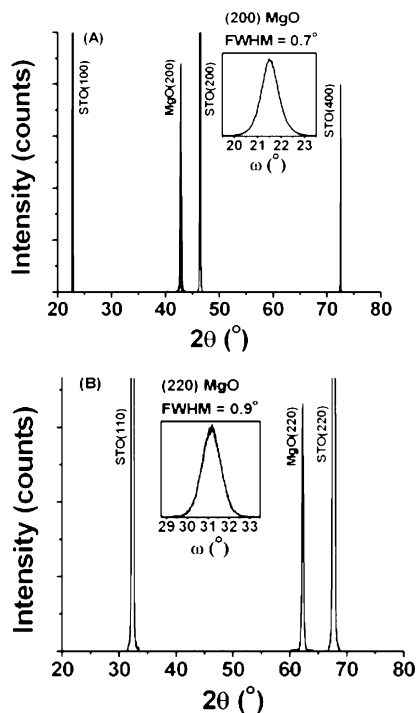 (A)
(200) MgO
FWHM = 0.7°
STO(100)
MgO(200)
STO(200)
STO(400)
20 21 22 23
ω (°)
Intensity (counts)
20 30 40 50 60 70 80
2θ (°)
(B)
(220) MgO
FWHM = 0.9°
STO(110)
MgO(220)
STO(220)
29 30 31 32 33
ω (°)
Intensity (counts)
20 30 40 50 60 70 80
2θ (°)